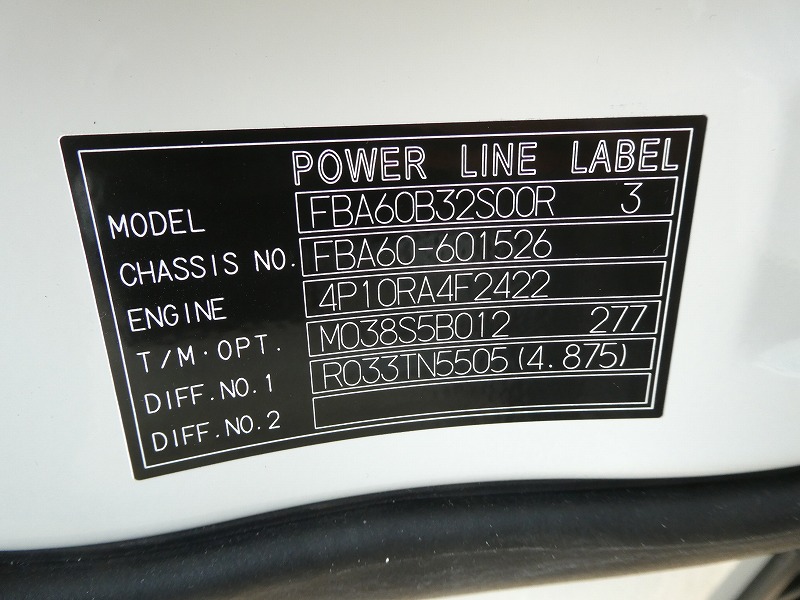 POWER LINE LABEL
MODEL FBA60B32S00R 3
CHASSIS NO. FBA60-601526
ENGINE 4P10RA4F2422
T/M·OPT. M038S5B012 277
DIFF.NO.1 R033TN5505(4.875)
DIFF.NO.2